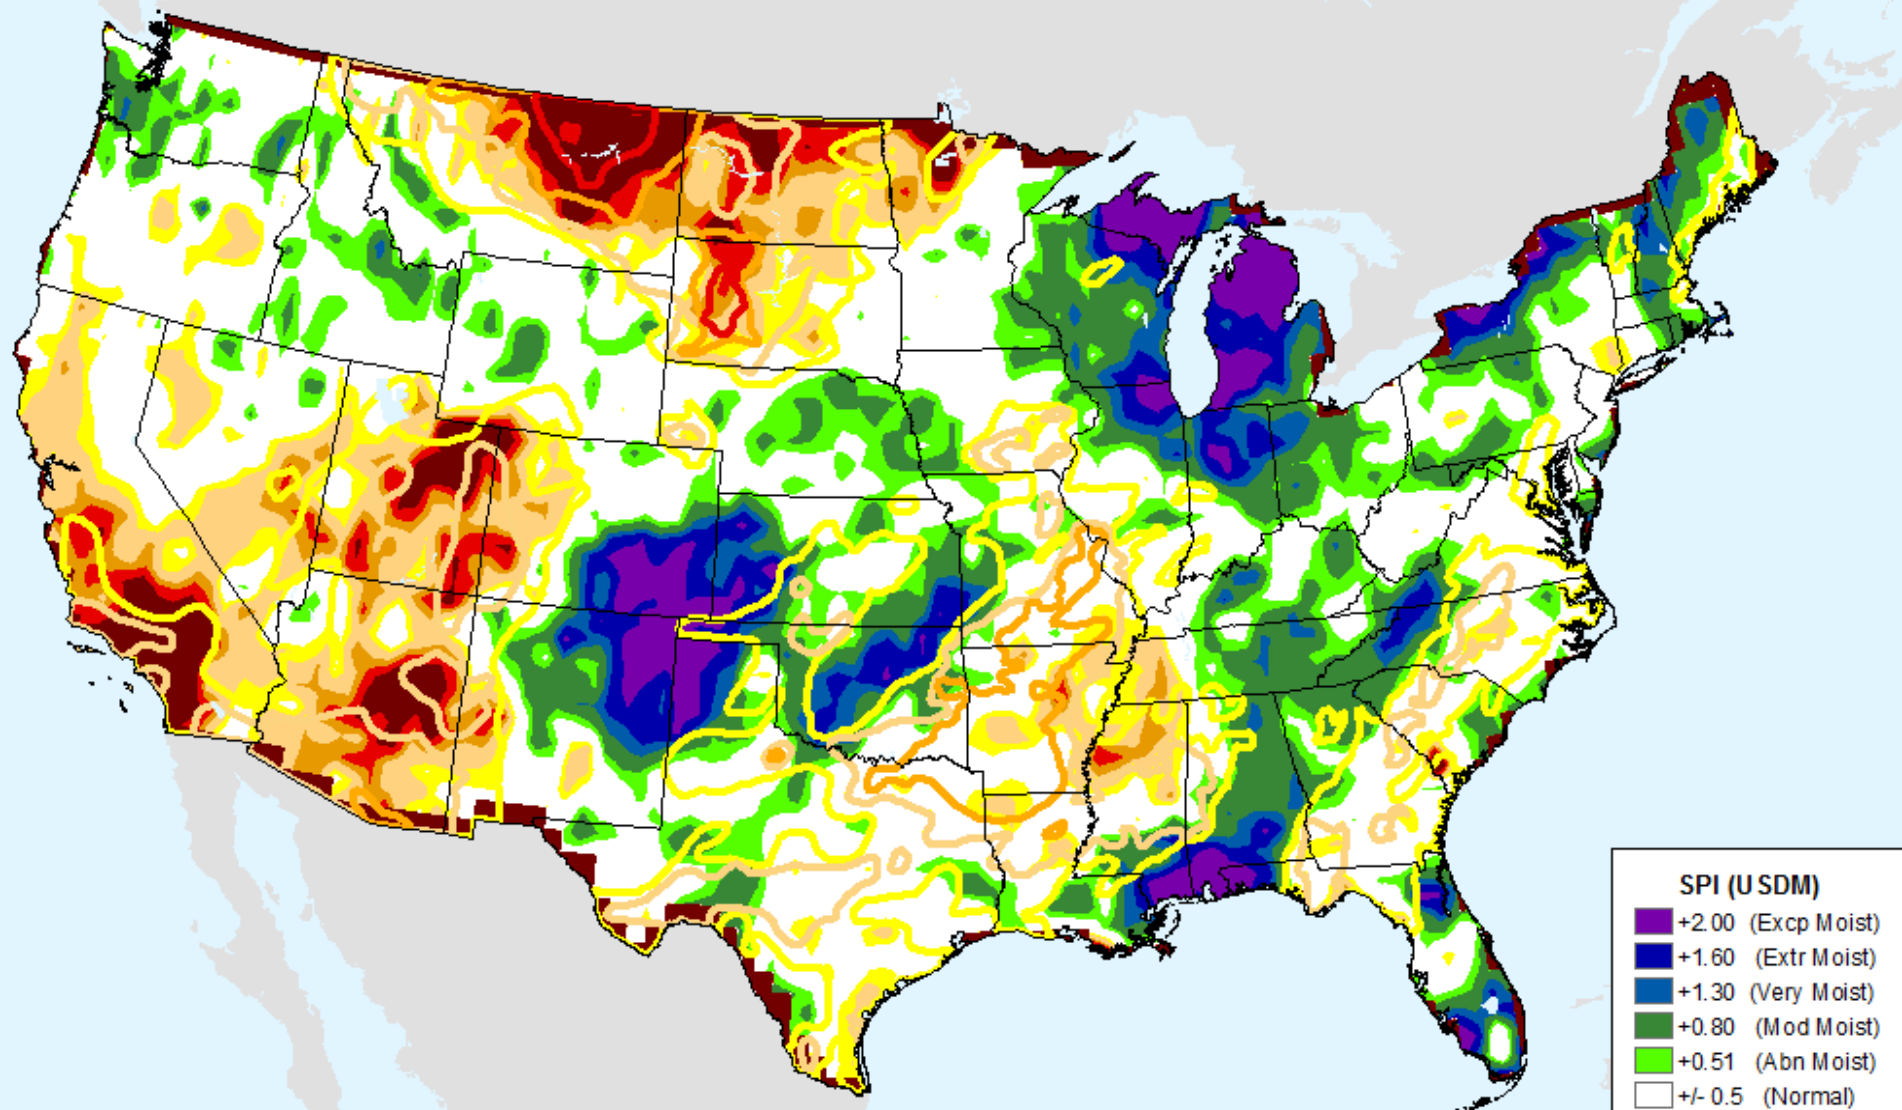 SPI (USDM)
+2.00 (Excp Moist)
+1.60 (Extr Moist)
+1.30 (Very Moist)
+0.80 (Mod Moist)
+0.51 (Abn Moist)
+/- 0.5 (Normal)